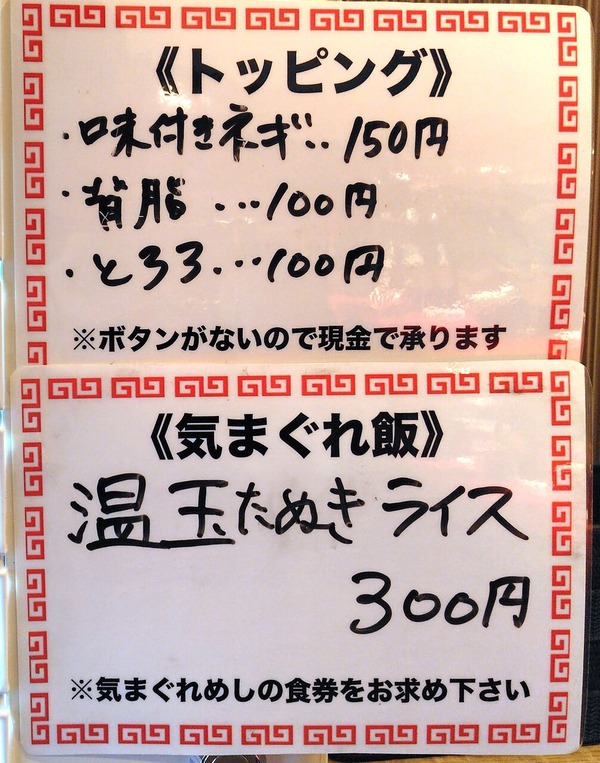 《トッピング》
・味付きネギ‥150円
・背脂…100円
・とろろ…100円
※ボタンがないので現金で承ります
《気まぐれ飯》
温玉たぬきライス
300円
※気まぐれめしの食券をお求め下さい